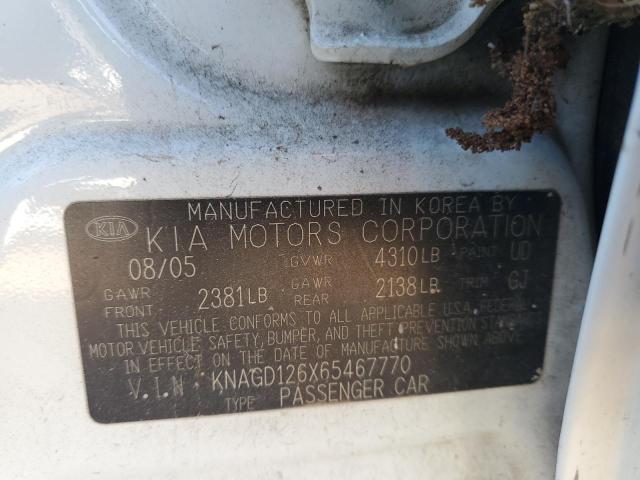 MANUFACTURED IN KOREA BY
KIA KIA MOTORS CORPORATION
08/05 GVWR 4310LB PAINT UD
GAWR FRONT 2381LB GAWR REAR 2138LB TRIM GJ
THIS VEHICLE CONFORMS TO ALL APPLICABLE U.S.A. FEDERAL
MOTOR VEHICLE SAFETY, BUMPER, AND THEFT PREVENTION
IN EFFECT ON THE DATE OF MANUFACTURE SHOWN ABOVE.
V.I.N KNAGD126X65467770
TYPE PASSENGER CAR